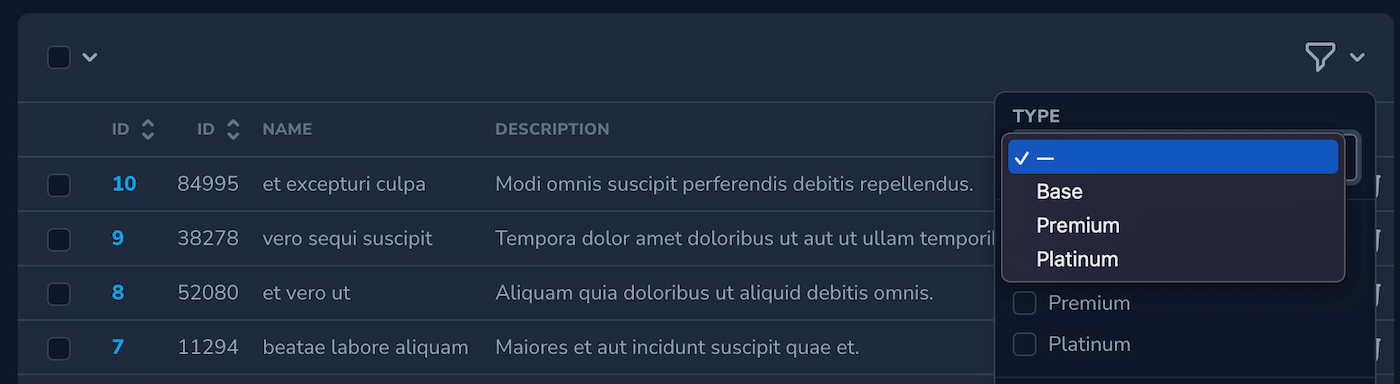 TYPE
ID ID NAME DESCRIPTION
—
10 84995 et excepturi culpa Modi omnis suscipit perferendis debitis repellendus.
Base
Premium
9 38278 vero sequi suscipit Tempora dolor amet doloribus ut aut ut ullam
Platinum
8 52080 et vero ut Aliquam quia doloribus ut aliquid debitis omnis.
Premium
7 11294 beatae labore aliquam Maiores et aut incidunt suscipit quae et.
Platinum